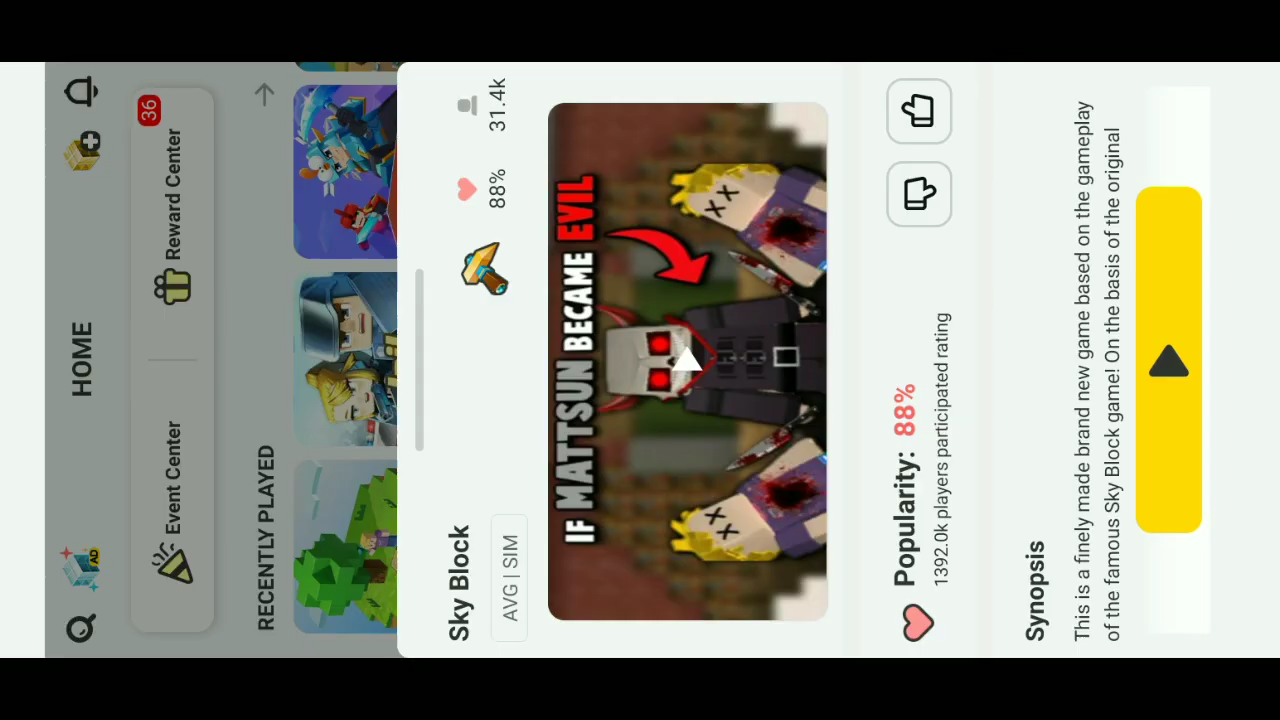 HOME
AD
Event Center
Reward Center
36
RECENTLY PLAYED
Sky Block
88%
31.4k
AVG | SIM
IF MATTSUN BECAME EVIL
Popularity: 88%
1392.0k players participated rating
Synopsis
This is a finely made brand new game based on the gameplay
of the famous Sky Block game! On the basis of the original